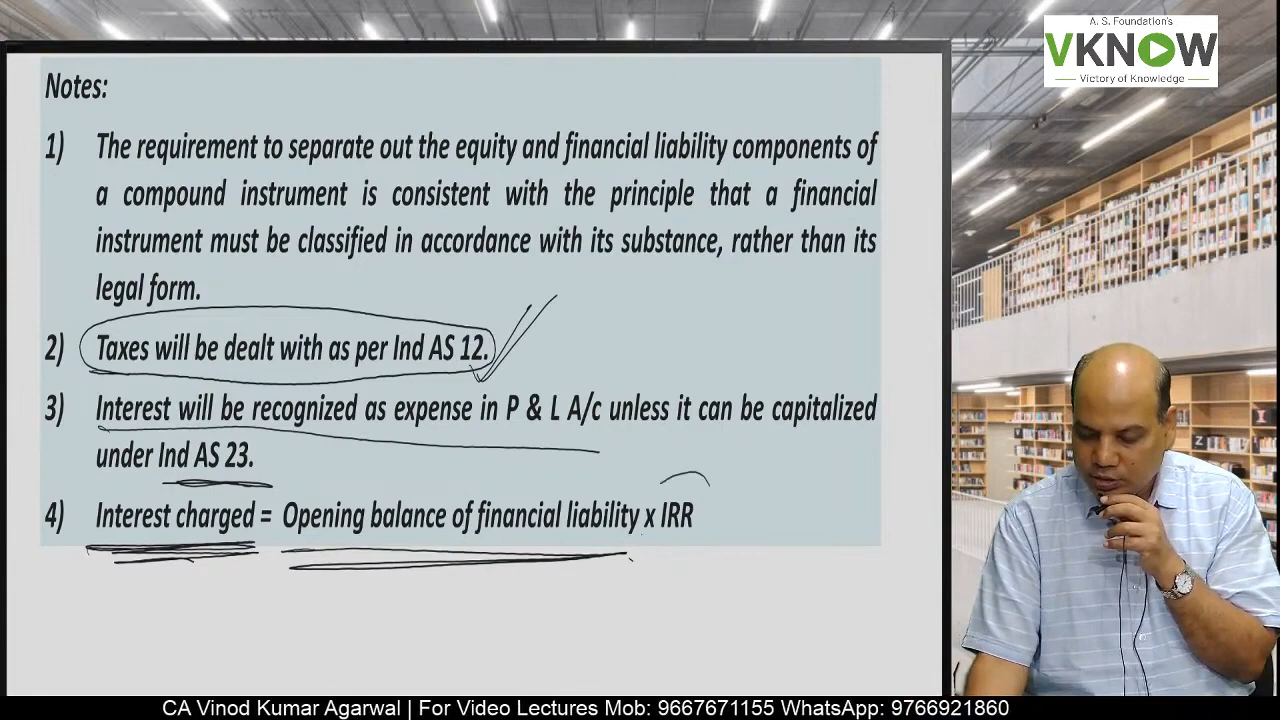 A. S. Foundation's
VKNOW
Victory of Knowledge
Notes:
1) The requirement to separate out the equity and financial liability components of
a compound instrument is consistent with the principle that a financial
instrument must be classified in accordance with its substance, rather than its
legal form.
2) Taxes will be dealt with as per Ind AS 12.
3) Interest will be recognized as expense in P & L A/c unless it can be capitalized
under Ind AS 23.
4) Interest charged = Opening balance of financial liability x IRR
CA Vinod Kumar Agarwal | For Video Lectures Mob: 9667671155 WhatsApp: 9766921860